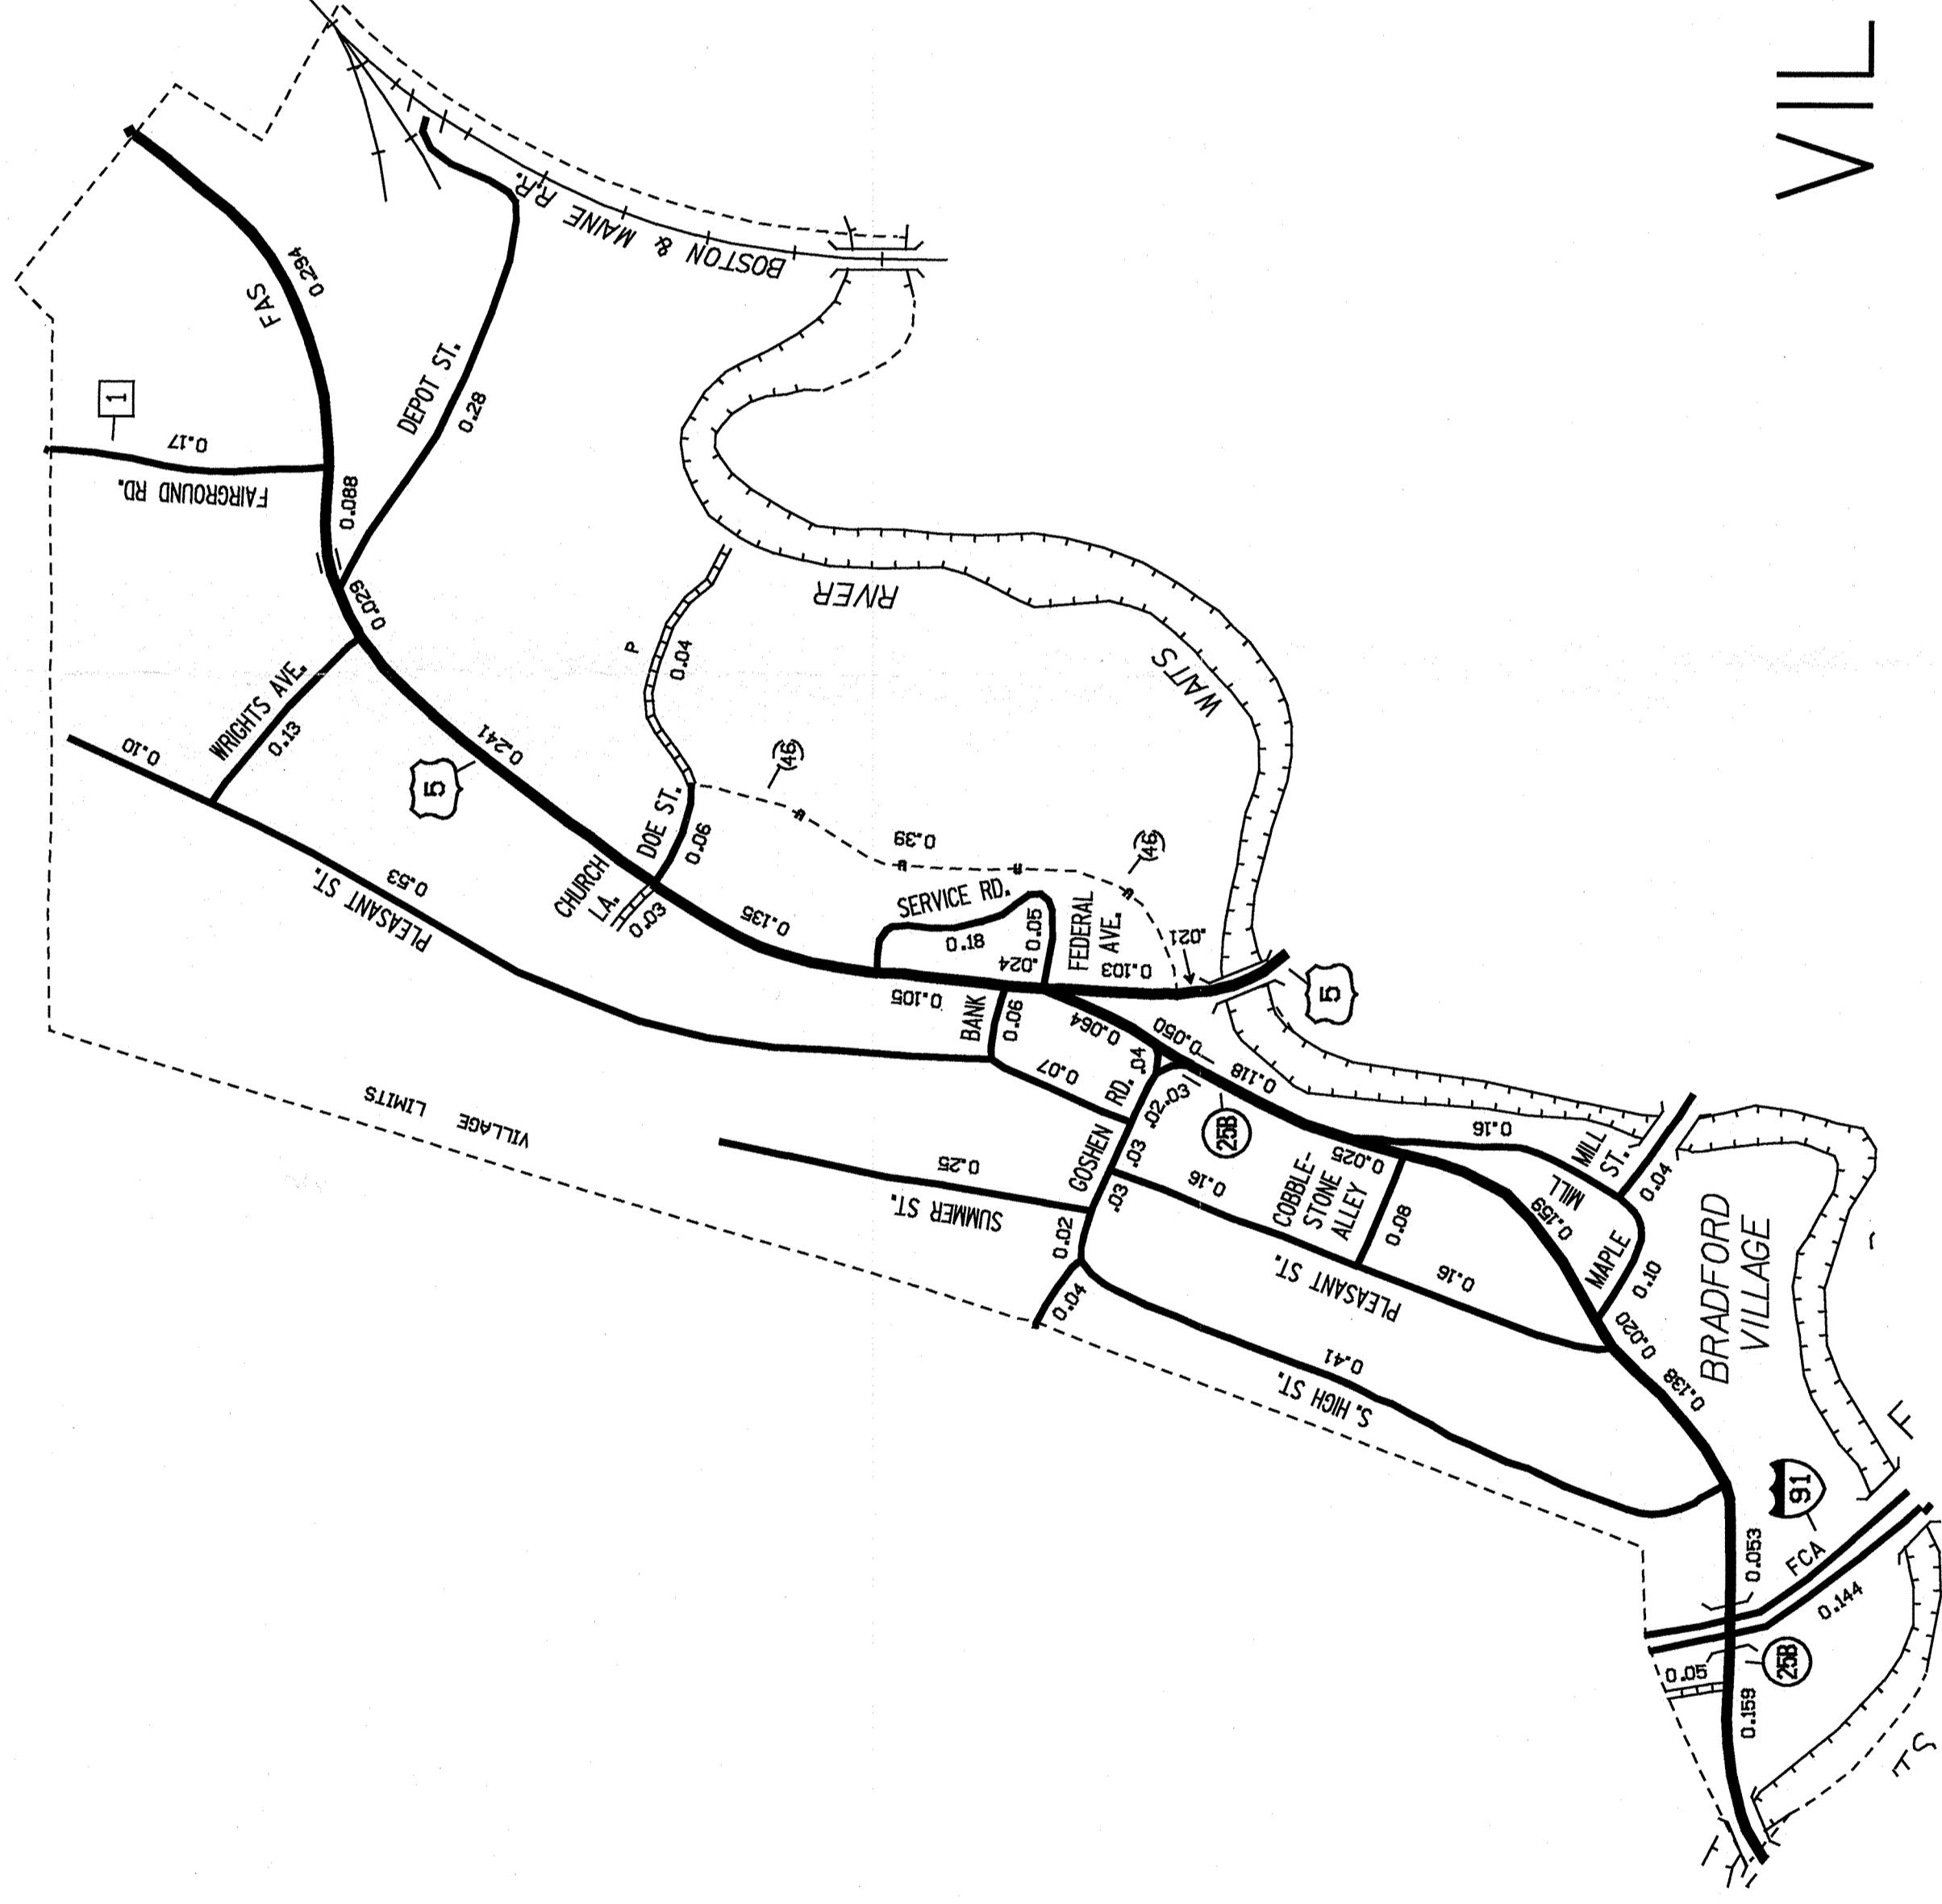 VIL
FAS
0.294
1
0.17
FAIRGROUND RD.
0.088
DEPOT ST.
0.28
BOSTON & MAINE R.R.
0.029
WRIGHTS AVE.
0.13
0.10
0.241
5
P
0.04
RIVER
WAITS
(46)
0.53
PLEASANT ST.
CHURCH
LA.
0.03
DOE ST.
0.06
0.135
0.39
(46)
SERVICE RD.
0.18
0.05
.024
FEDERAL
AVE.
0.103
.021
5
0.105
BANK
0.06
0.064
0.050
0.07
RD.
.04
.02
.03
0.118
25B
VILLAGE LIMITS
GOSHEN
.03
.03
0.25
SUMMER ST.
0.02
0.04
0.16
COBBLE-
STONE
ALLEY
0.025
0.08
0.16
MILL
ST.
0.04
MILL
0.159
MAPLE
0.10
0.020
PLEASANT ST.
0.16
0.41
S. HIGH ST.
0.138
BRADFORD
VILLAGE
91
FCA
F
0.053
0.144
25B
0.05
0.159
TS